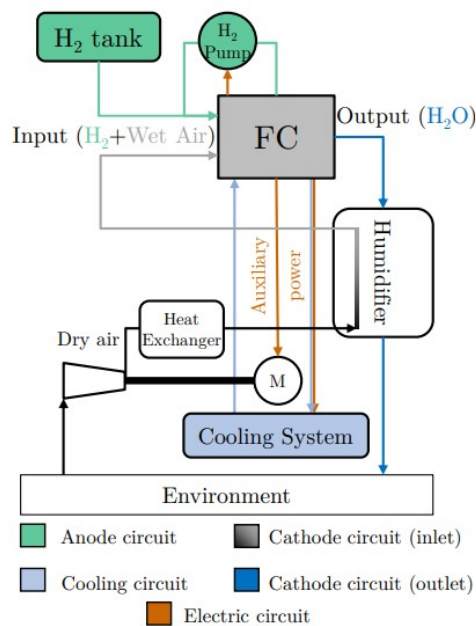 H₂ tank
H₂
Pump
Input (H₂+Wet Air)
FC
Output (H₂O)
Humidifier
Auxiliary
power
Dry air
Heat
Exchanger
M
Cooling System
Environment
Anode circuit
Cathode circuit (inlet)
Cooling circuit
Cathode circuit (outlet)
Electric circuit